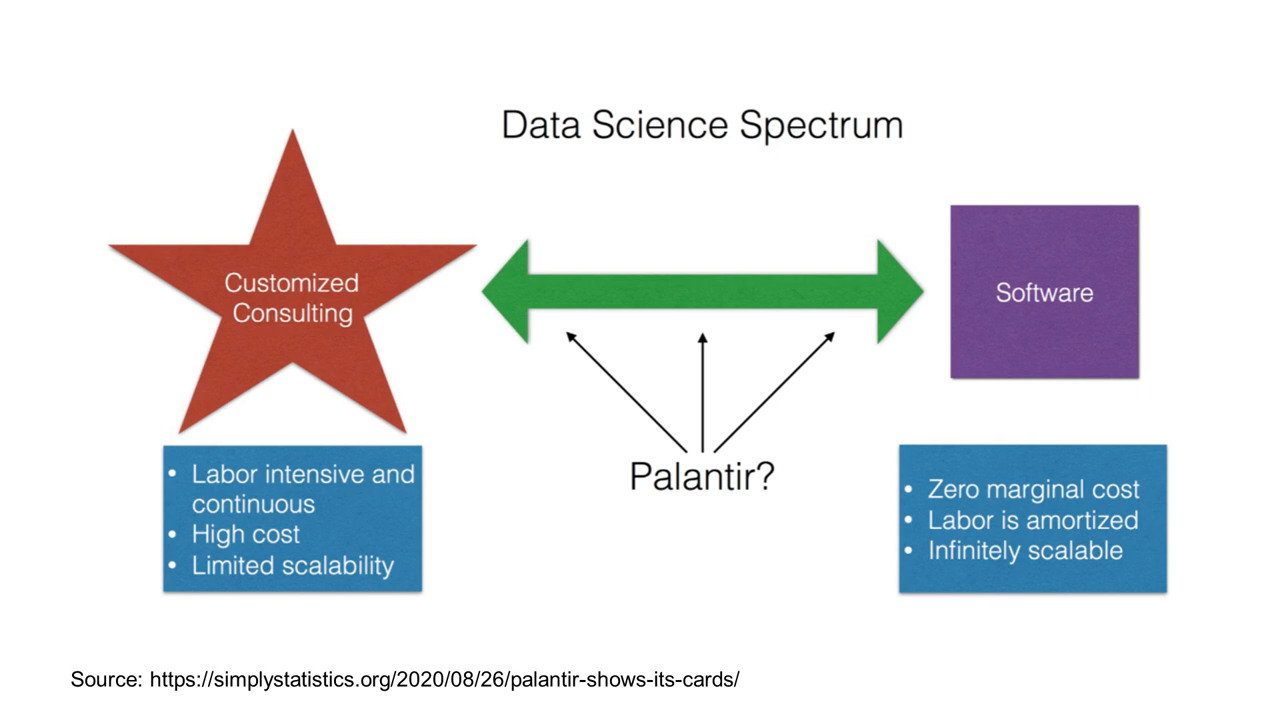 Data Science Spectrum
Customized
Consulting
Software
Palantir?
• Labor intensive and
continuous
• High cost
• Limited scalability
• Zero marginal cost
• Labor is amortized
• Infinitely scalable
Source: https://simplystatistics.org/2020/08/26/palantir-shows-its-cards/